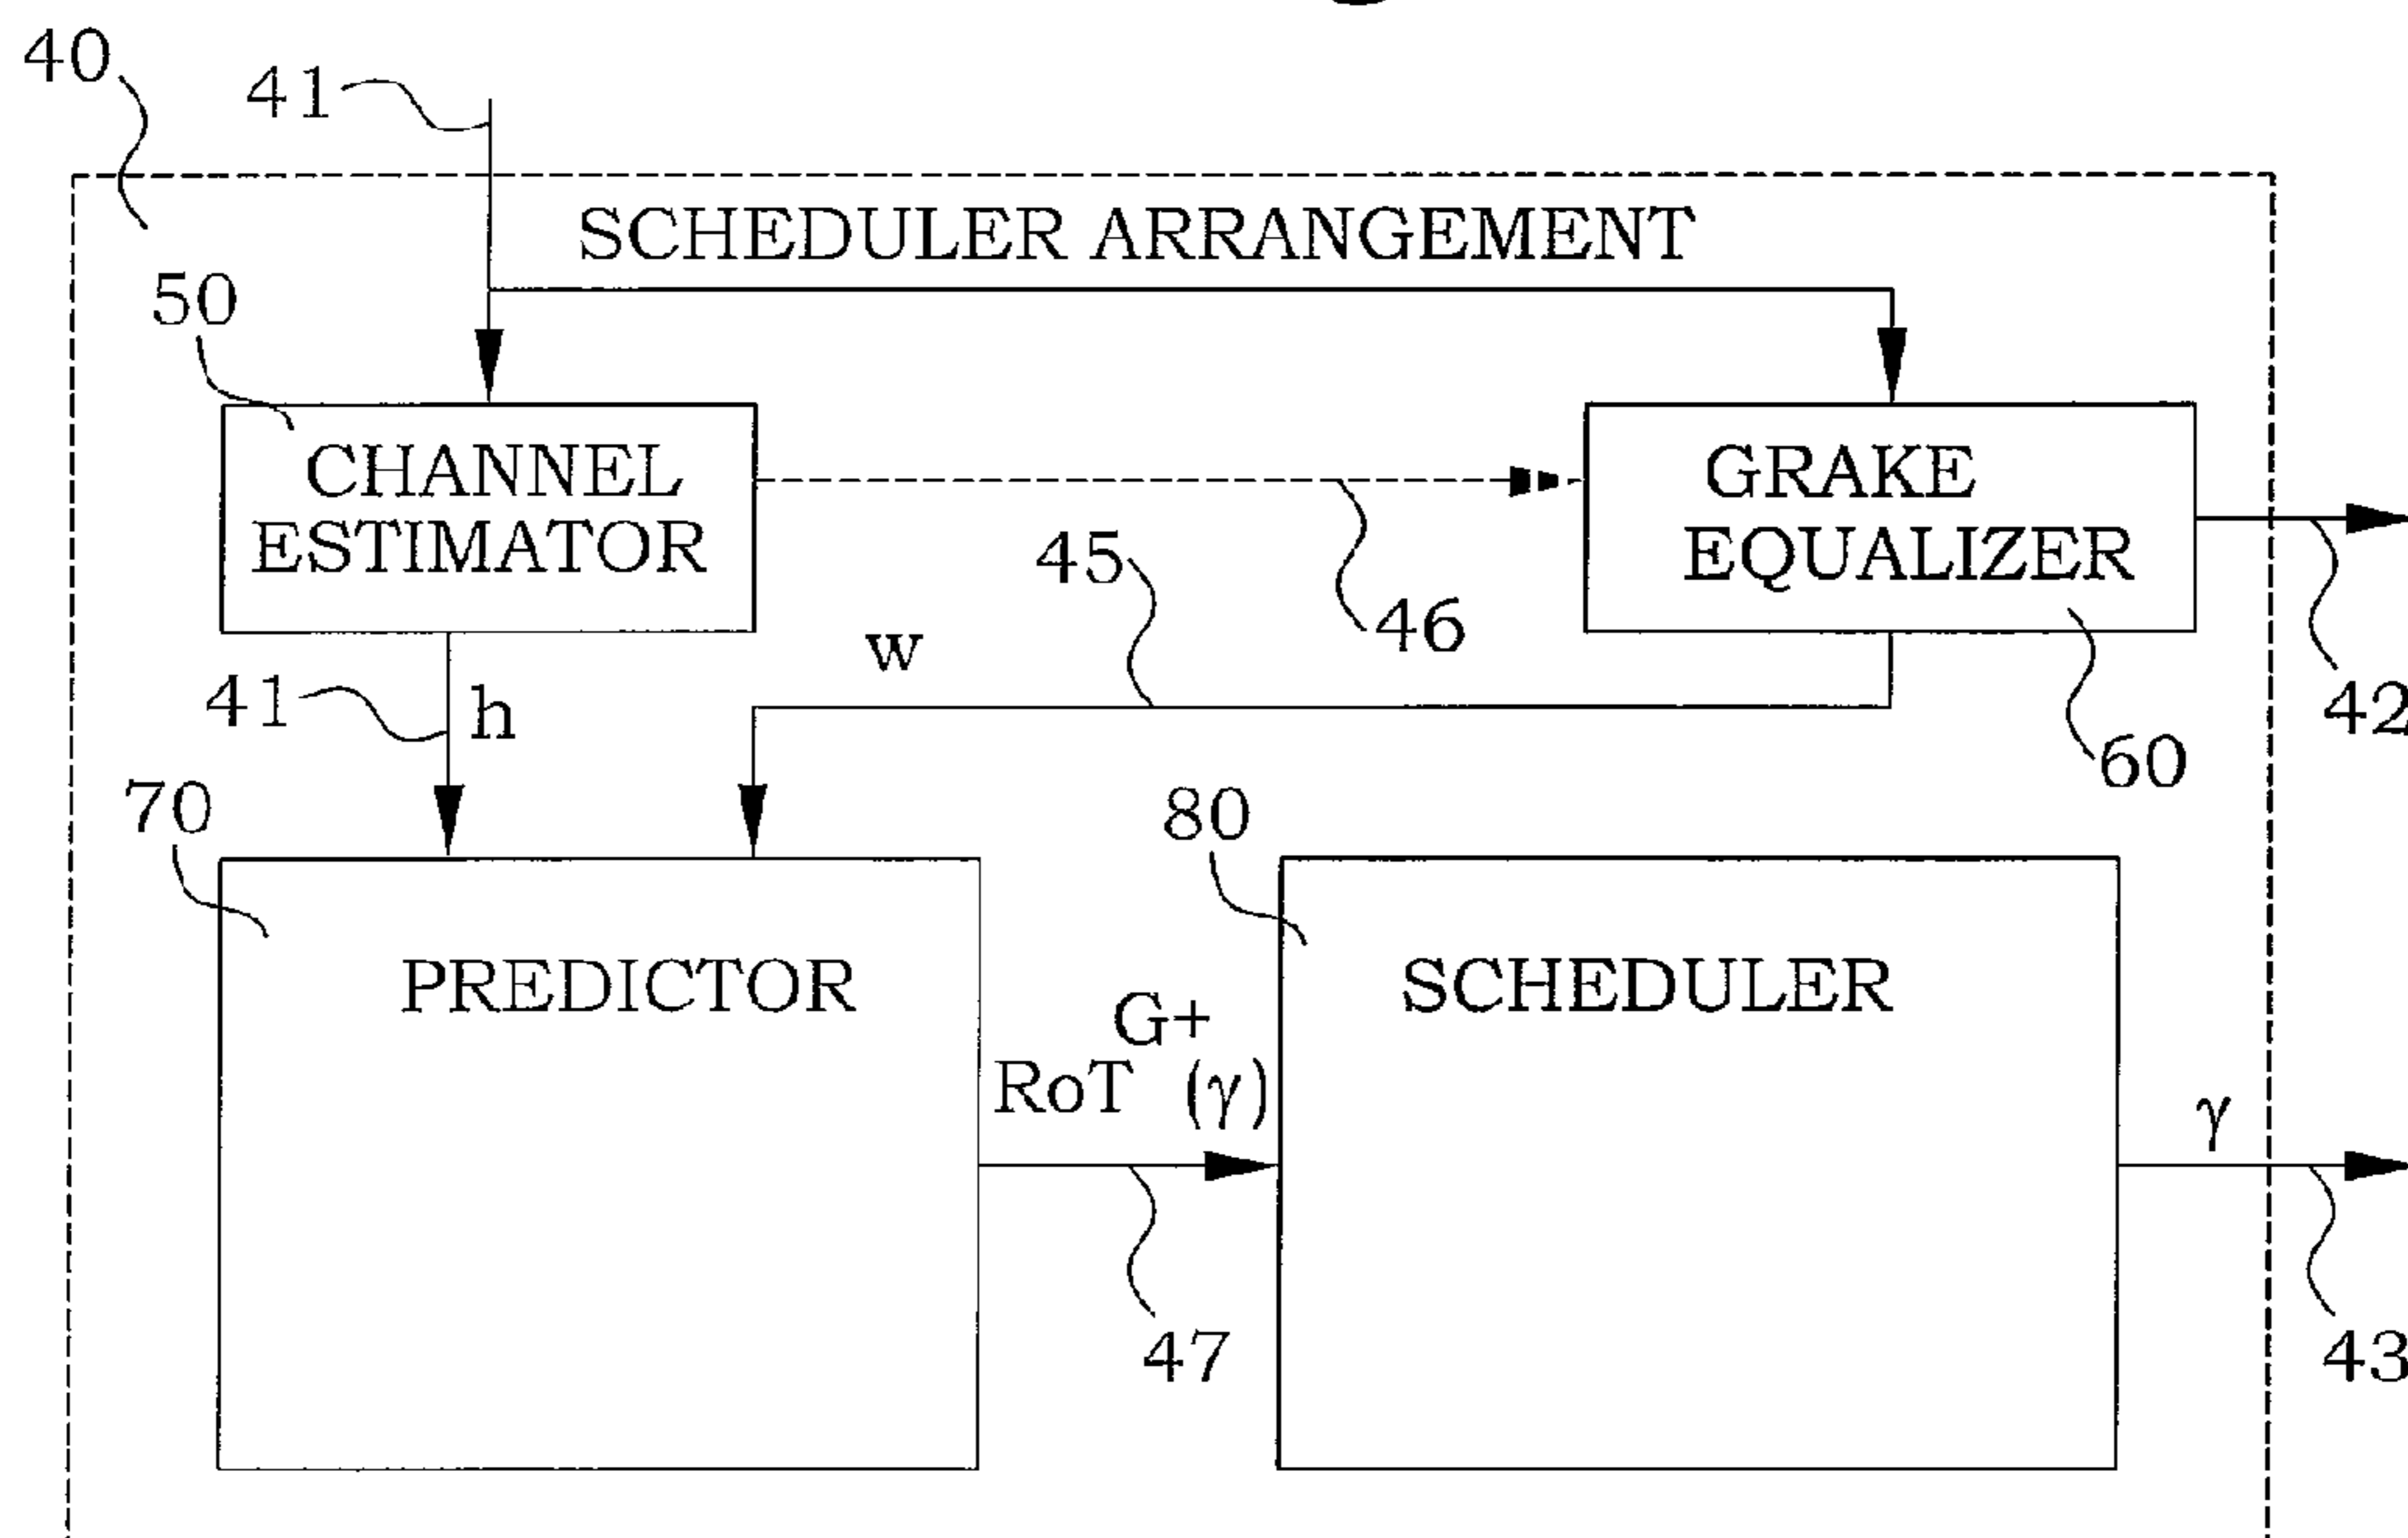 40
41
SCHEDULER ARRANGEMENT
50
CHANNEL
ESTIMATOR
GRAKE
EQUALIZER
45
46
w
41
h
42
60
70
80
PREDICTOR
SCHEDULER
G+
RoT (γ)
γ
47
43